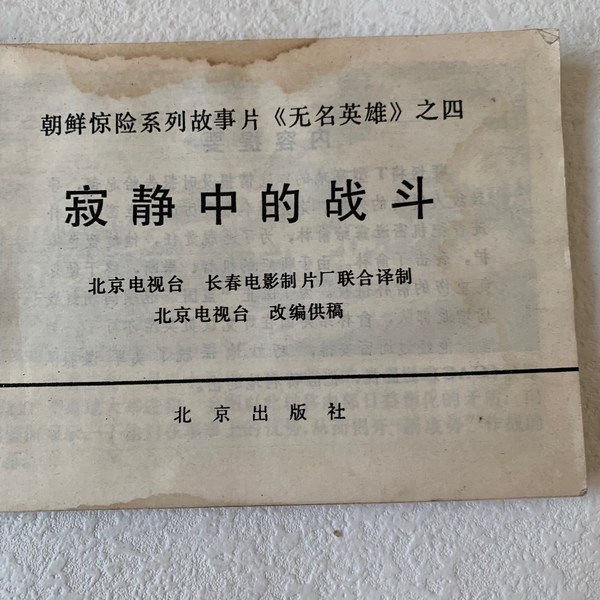 朝鲜惊险系列故事片《无名英雄》之四
寂静中的战斗
北京电视台 长春电影制片厂联合译制
北京电视台 改编供稿
北京出版社